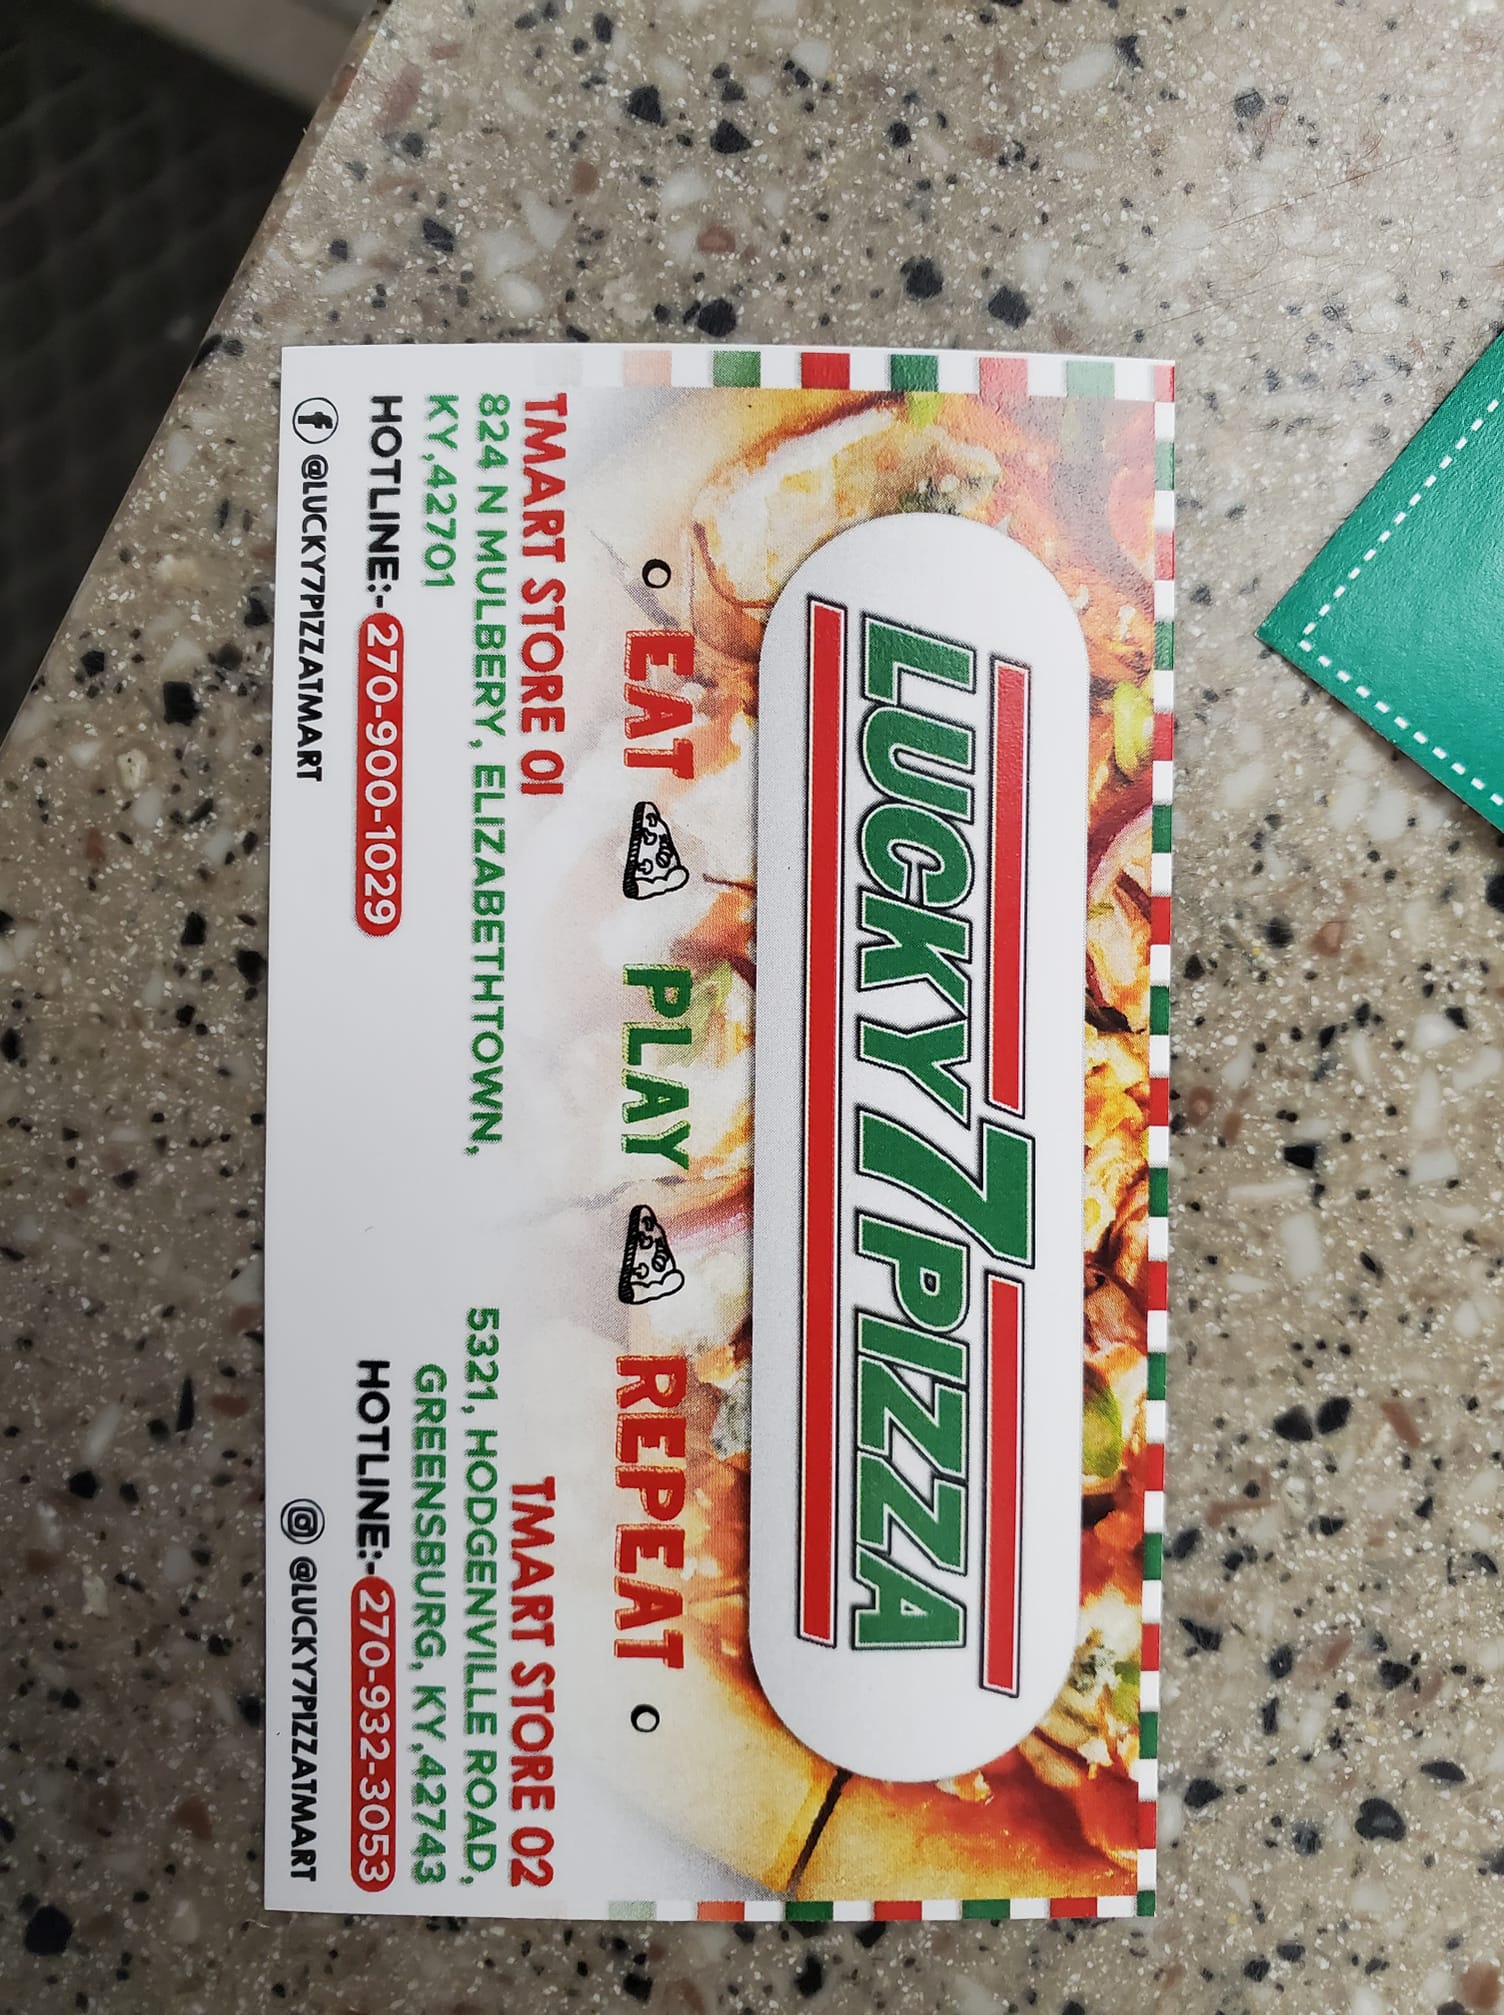 LUCKY 7 PIZZA
EAT PLAY REPEAT
TMART STORE 01
824 N MULBERY, ELIZABETHTOWN,
KY,42701
HOTLINE:-270-900-1029
@LUCKY7PIZZATMART
TMART STORE 02
5321, HODGENVILLE ROAD,
GREENSBURG, KY,42743
HOTLINE:-270-932-3053
@LUCKY7PIZZATMART